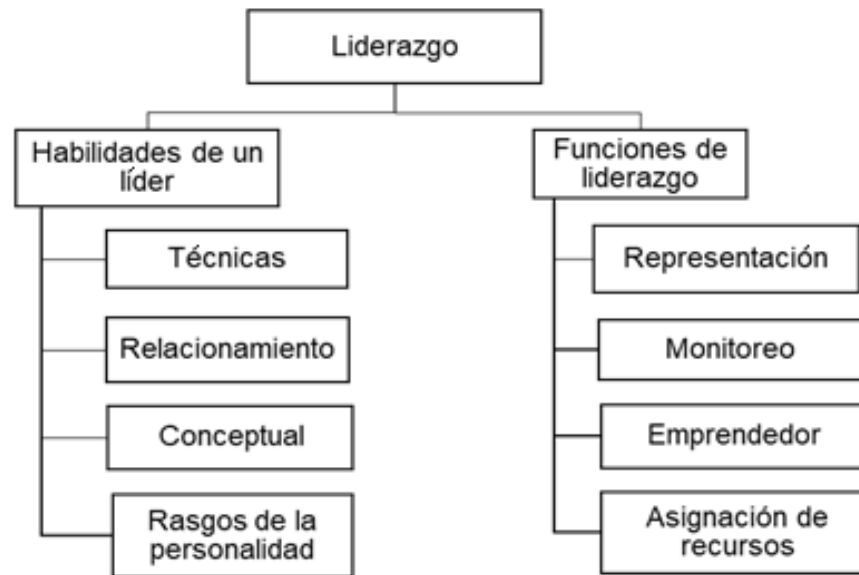 Liderazgo
Habilidades de un
líder
Técnicas
Relacionamiento
Conceptual
Rasgos de la
personalidad
Funciones de
liderazgo
Representación
Monitoreo
Emprendedor
Asignación de
recursos